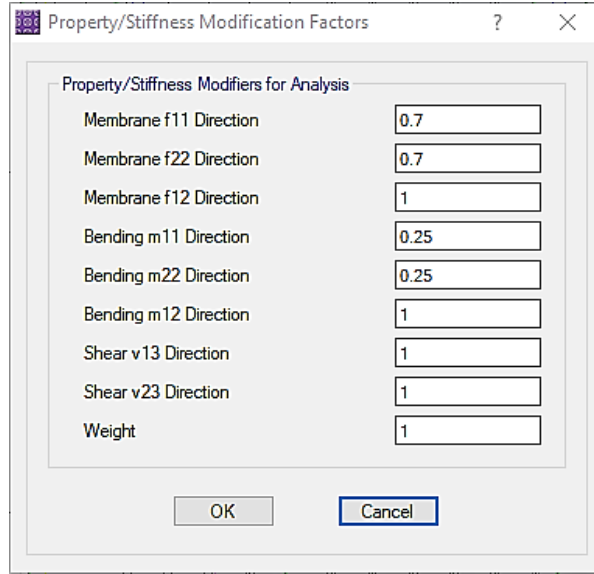 Property/Stiffness Modification Factors ?
Property/Stiffness Modifiers for Analysis
Membrane f11 Direction 0.7
Membrane f22 Direction 0.7
Membrane f12 Direction 1
Bending m11 Direction 0.25
Bending m22 Direction 0.25
Bending m12 Direction 1
Shear v13 Direction 1
Shear v23 Direction 1
Weight 1
OK Cancel